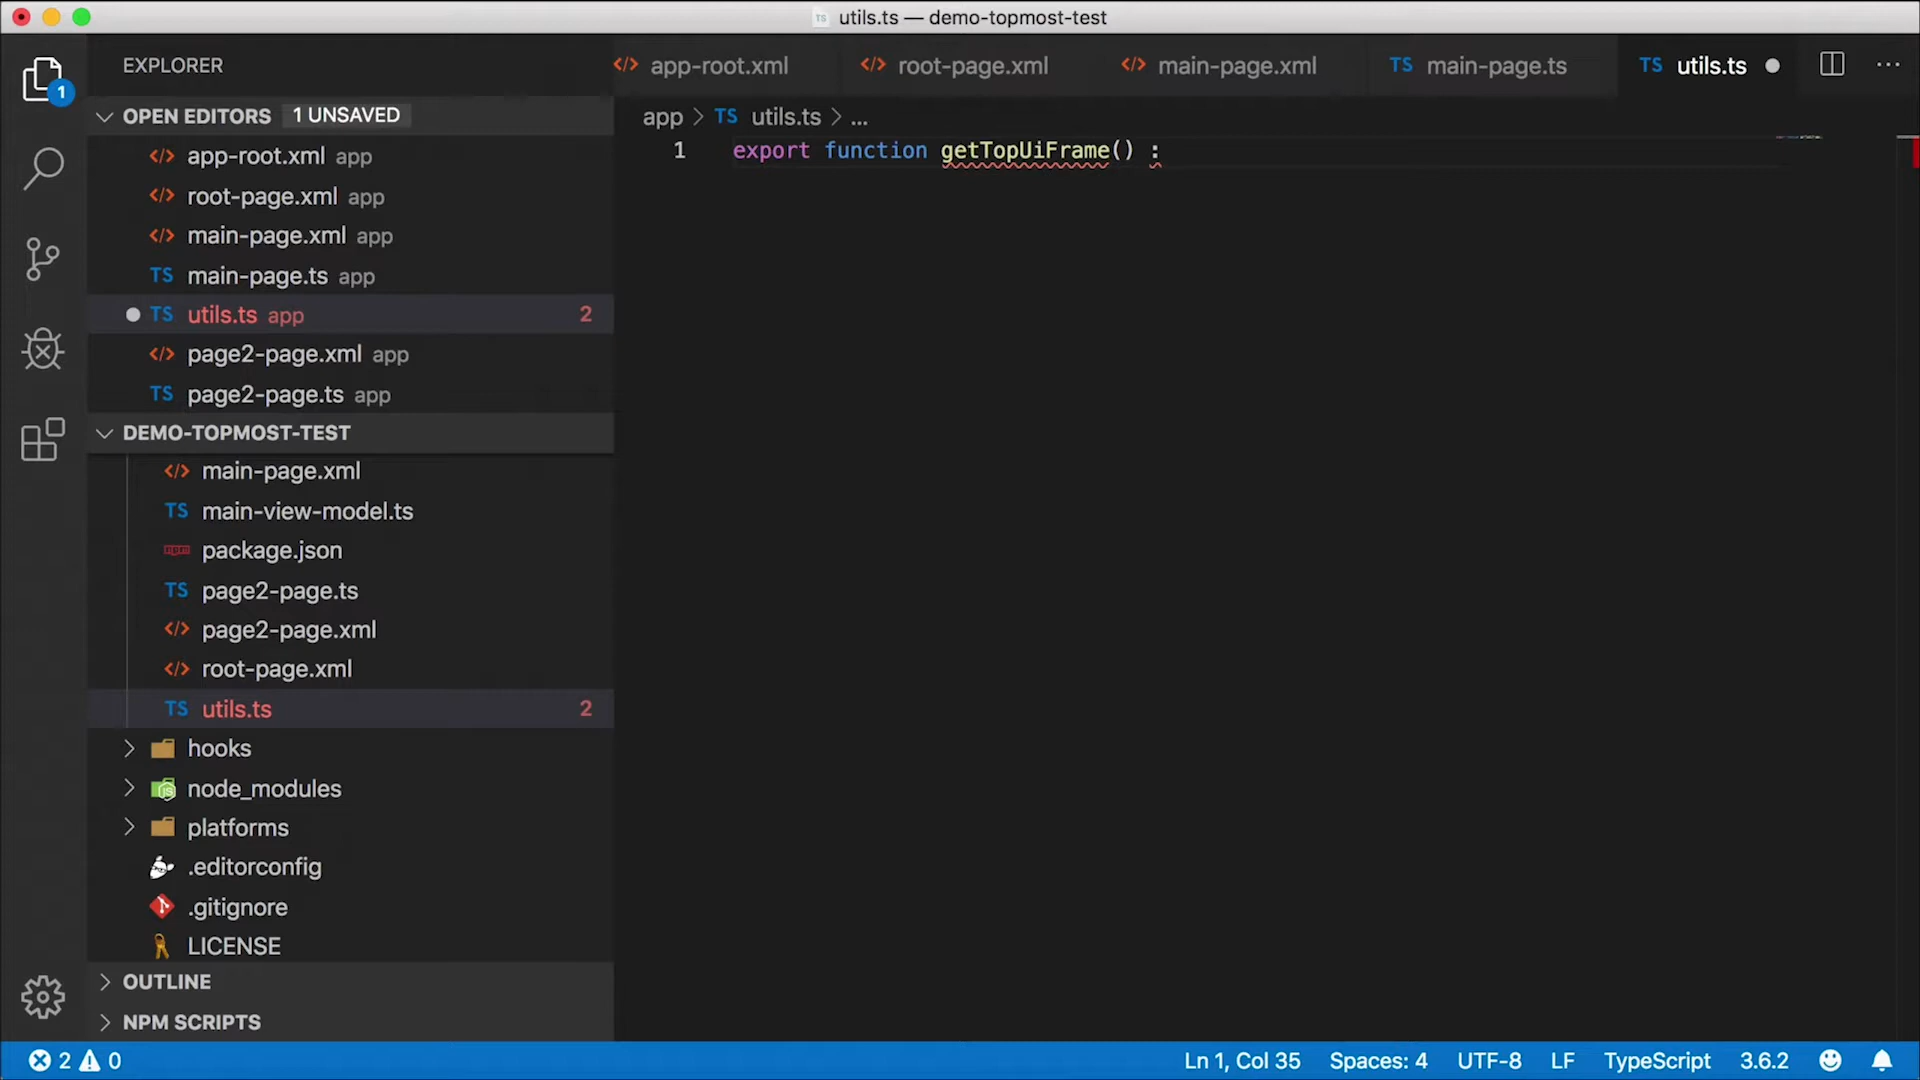 TS utils.ts — demo-topmost-test
EXPLORER
</> app-root.xml </> root-page.xml </> main-page.xml TS main-page.ts TS utils.ts
1
OPEN EDITORS 1 UNSAVED
</> app-root.xml app
</> root-page.xml app
</> main-page.xml app
TS main-page.ts app
TS utils.ts app 2
</> page2-page.xml app
TS page2-page.ts app
DEMO-TOPMOST-TEST
</> main-page.xml
TS main-view-model.ts
npm package.json
TS page2-page.ts
</> page2-page.xml
</> root-page.xml
TS utils.ts 2
hooks
JS node_modules
platforms
.editorconfig
.gitignore
LICENSE
OUTLINE
NPM SCRIPTS
app > TS utils.ts > ...
1 export function getTopUiFrame() :
2 0 Ln 1, Col 35 Spaces: 4 UTF-8 LF TypeScript 3.6.2